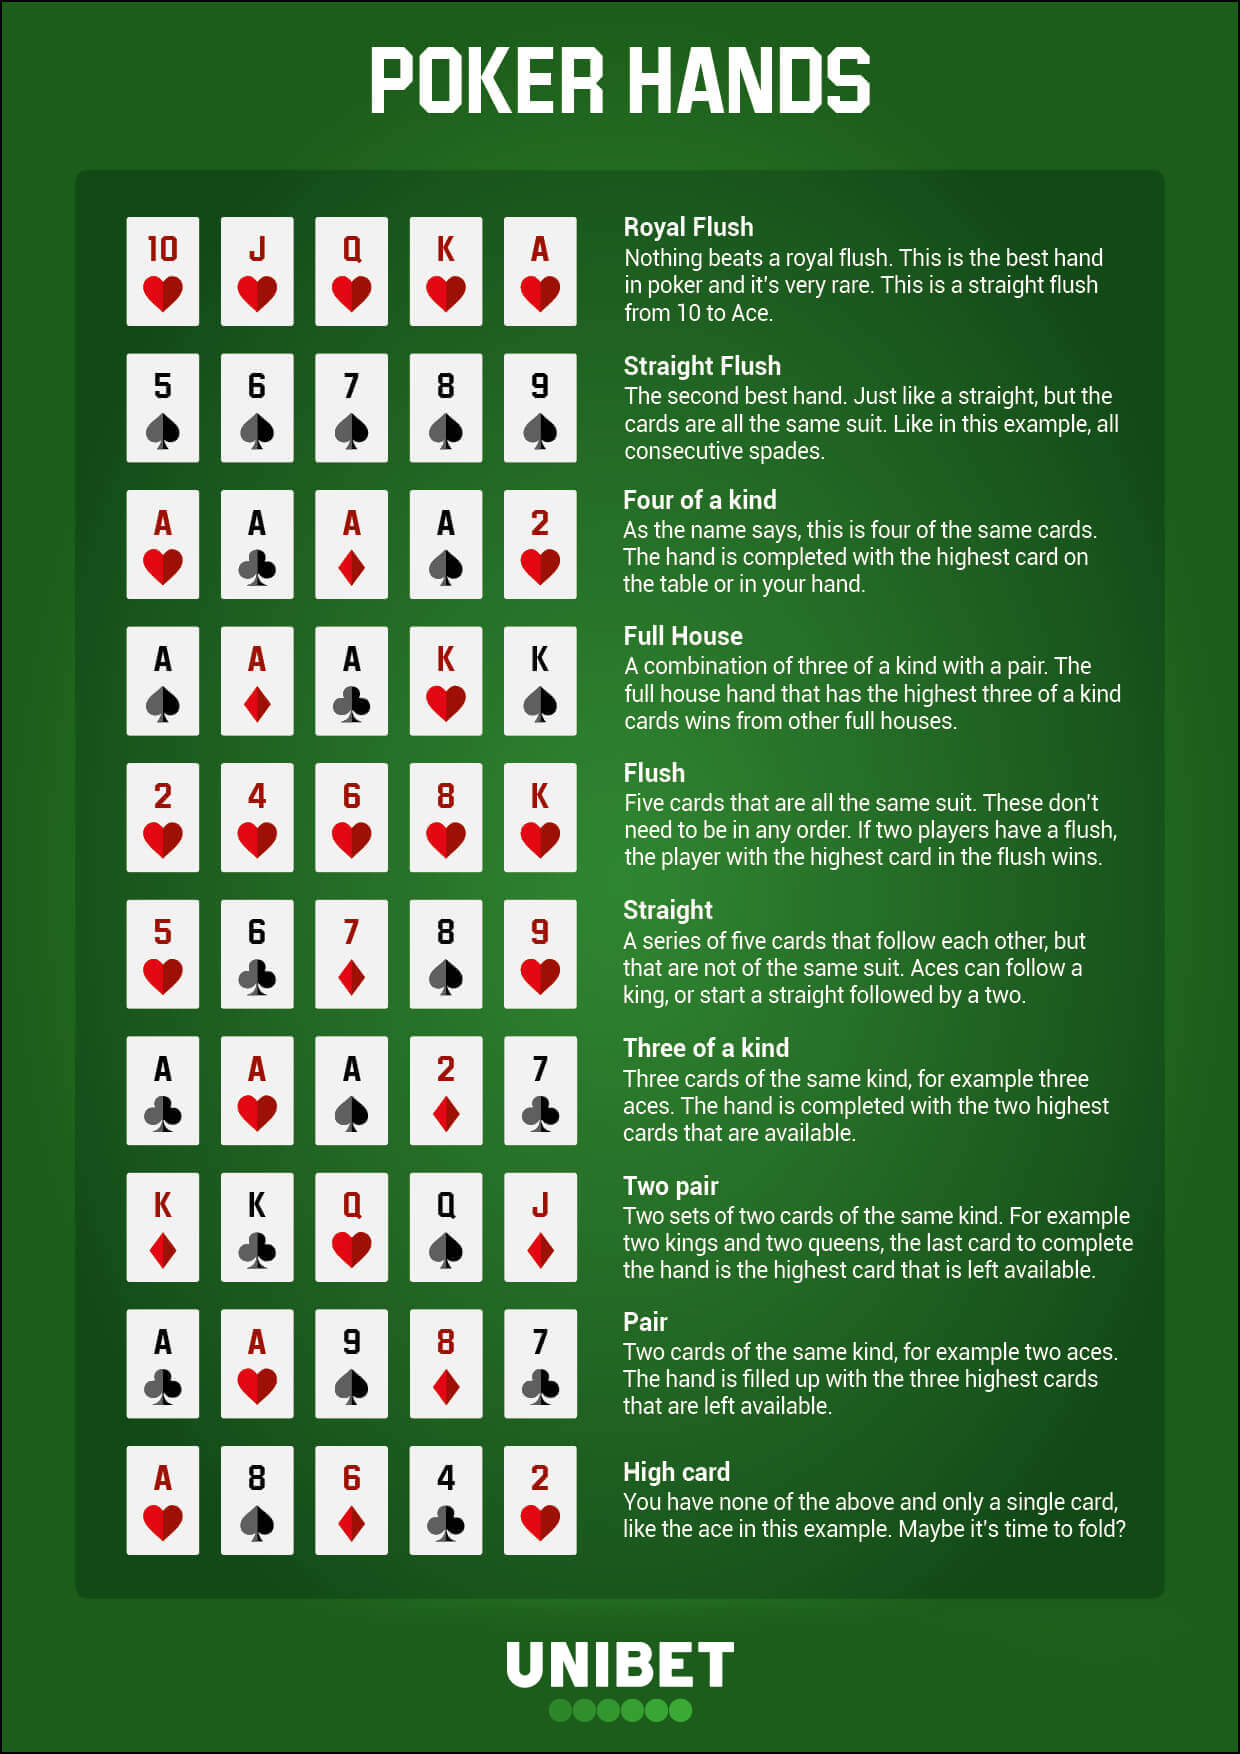 POKER HANDS
10 J Q K A
Royal Flush
Nothing beats a royal flush. This is the best hand
in poker and it's very rare. This is a straight flush
from 10 to Ace.
5 6 7 8 9
Straight Flush
The second best hand. Just like a straight, but the
cards are all the same suit. Like in this example, all
consecutive spades.
A A A A 2
Four of a kind
As the name says, this is four of the same cards.
The hand is completed with the highest card on
the table or in your hand.
A A A K K
Full House
A combination of three of a kind with a pair. The
full house hand that has the highest three of a kind
cards wins from other full houses.
2 4 6 8 K
Flush
Five cards that are all the same suit. These don't
need to be in any order. If two players have a flush,
the player with the highest card in the flush wins.
5 6 7 8 9
Straight
A series of five cards that follow each other, but
that are not of the same suit. Aces can follow a
king, or start a straight followed by a two.
A A A 2 7
Three of a kind
Three cards of the same kind, for example three
aces. The hand is completed with the two highest
cards that are available.
K K Q Q J
Two pair
Two sets of two cards of the same kind. For example
two kings and two queens, the last card to complete
the hand is the highest card that is left available.
A A 9 8 7
Pair
Two cards of the same kind, for example two aces.
The hand is filled up with the three highest cards
that are left available.
A 8 6 4 2
High card
You have none of the above and only a single card,
like the ace in this example. Maybe it's time to fold?
UNIBET